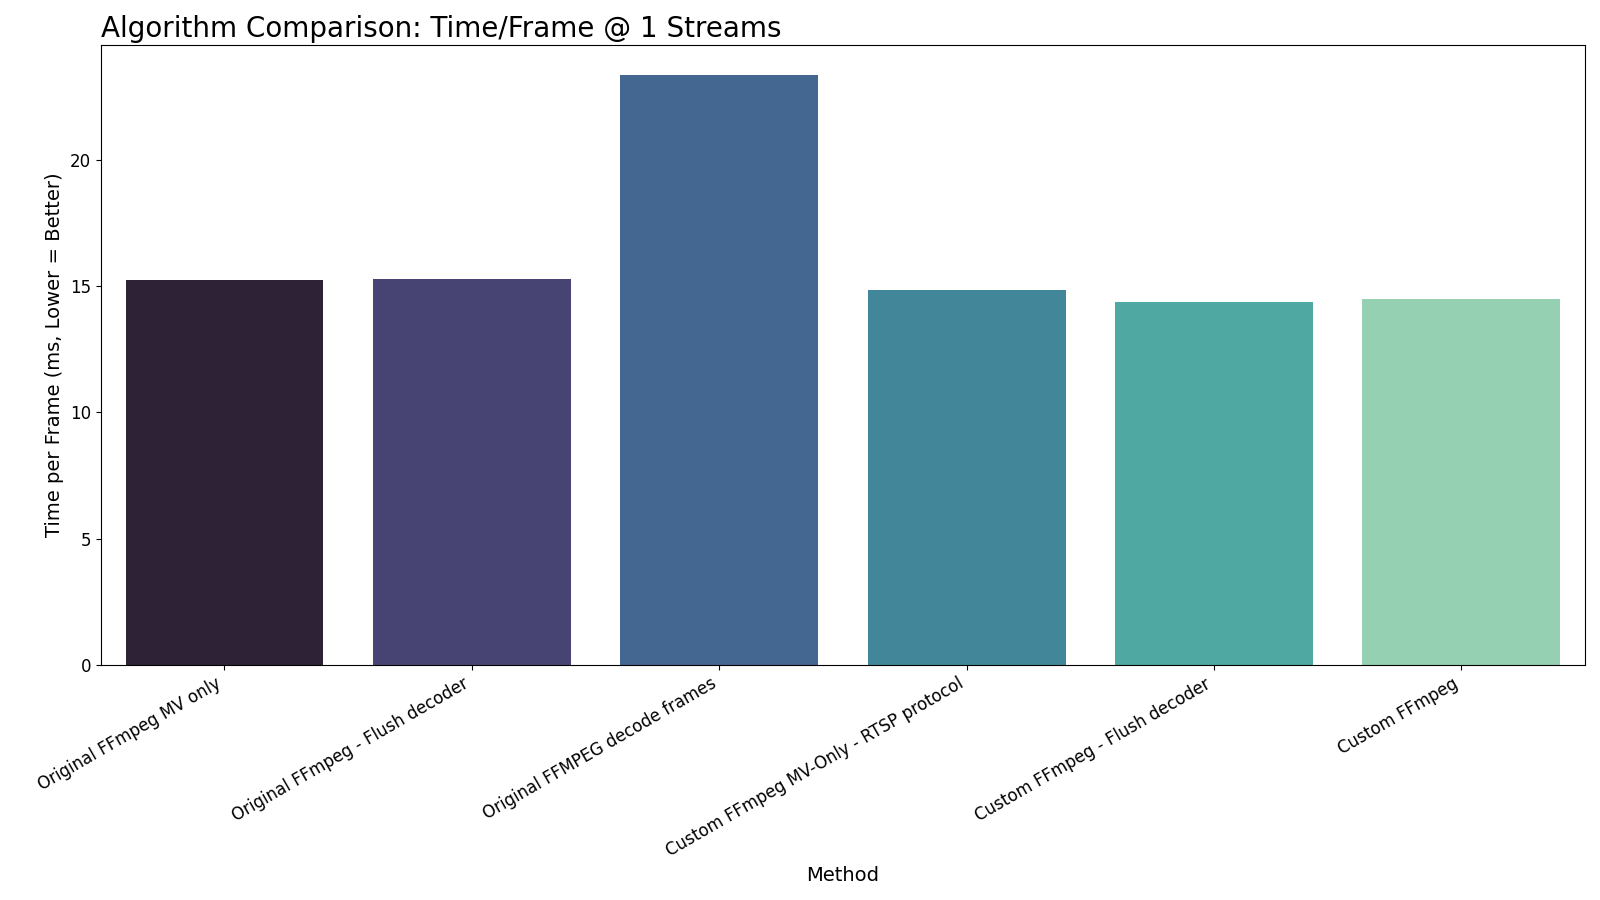 Algorithm Comparison: Time/Frame @ 1 Streams
Time per Frame (ms, Lower = Better)
20
15
10
5
0
Original FFmpeg MV only
Original FFmpeg - Flush decoder
Original FFMPEG decode frames
Custom FFmpeg MV-Only - RTSP protocol
Custom FFmpeg - Flush decoder
Custom FFmpeg
Method